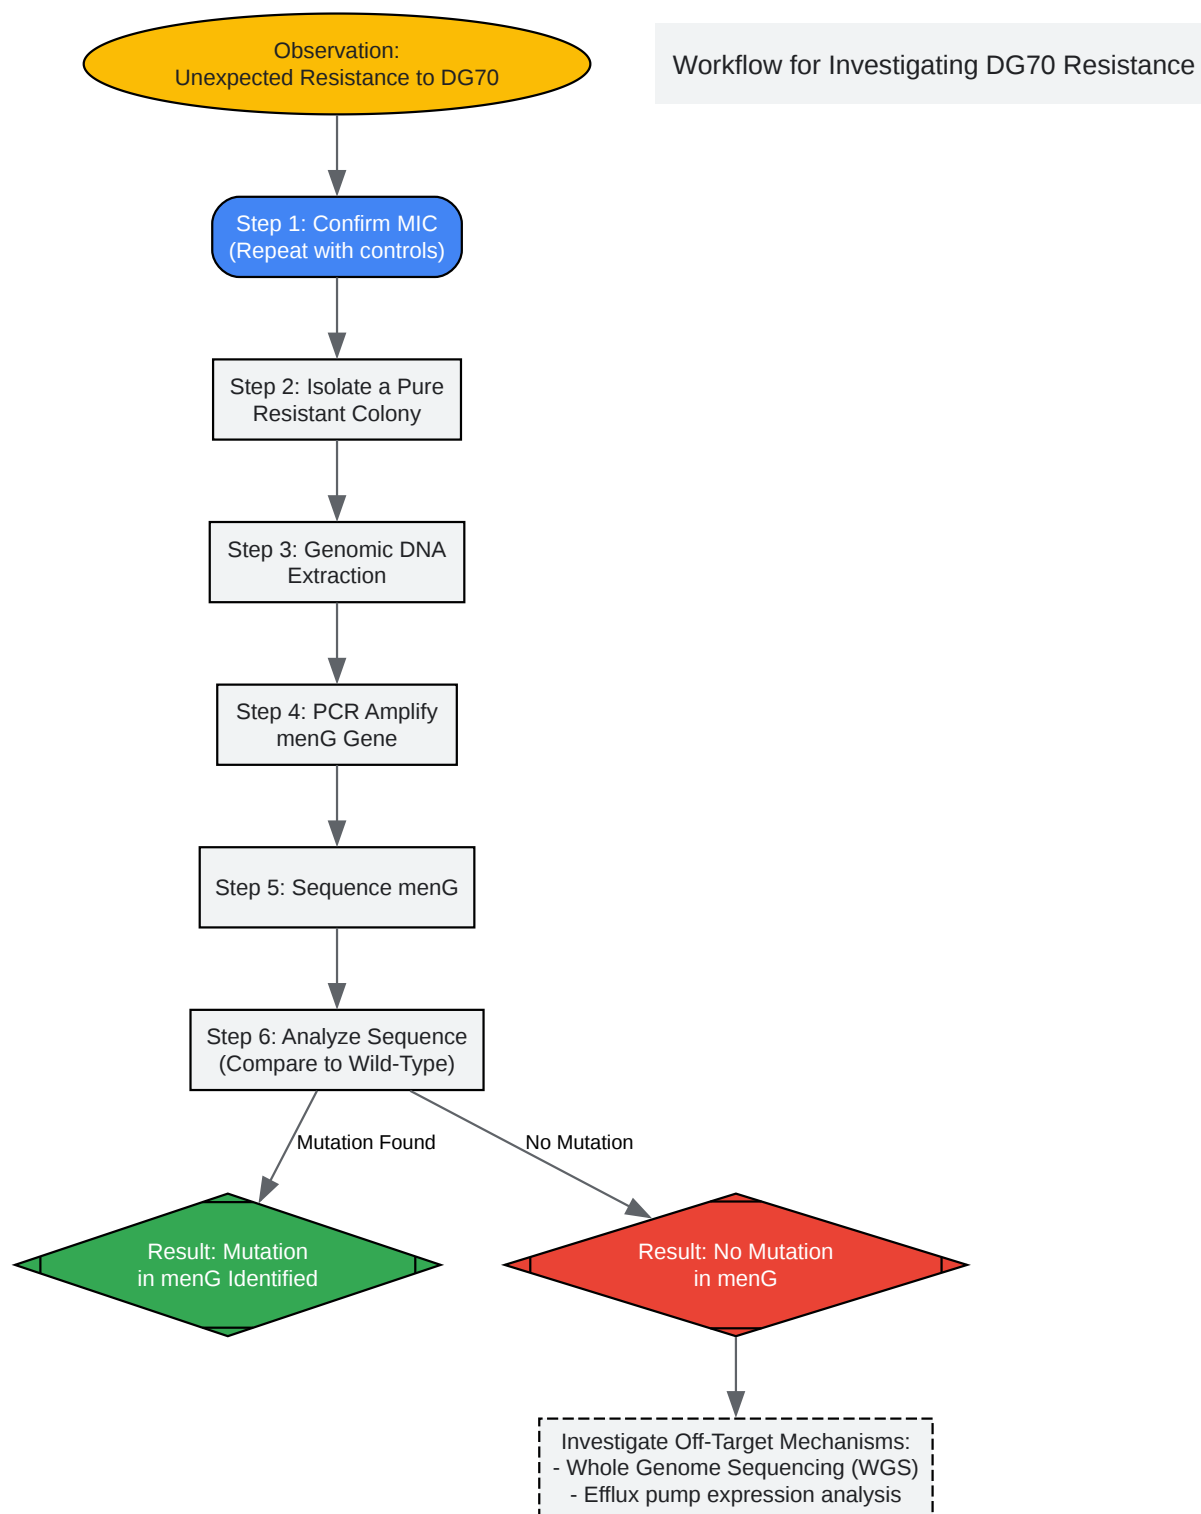 Observation:
Unexpected Resistance to DG70
Workflow for Investigating DG70 Resistance
Step 1: Confirm MIC
(Repeat with controls)
Step 2: Isolate a Pure
Resistant Colony
Step 3: Genomic DNA
Extraction
Step 4: PCR Amplify
menG Gene
Step 5: Sequence menG
Step 6: Analyze Sequence
(Compare to Wild-Type)
Mutation Found
No Mutation
Result: Mutation
in menG Identified
Result: No Mutation
in menG
Investigate Off-Target Mechanisms:
- Whole Genome Sequencing (WGS)
- Efflux pump expression analysis